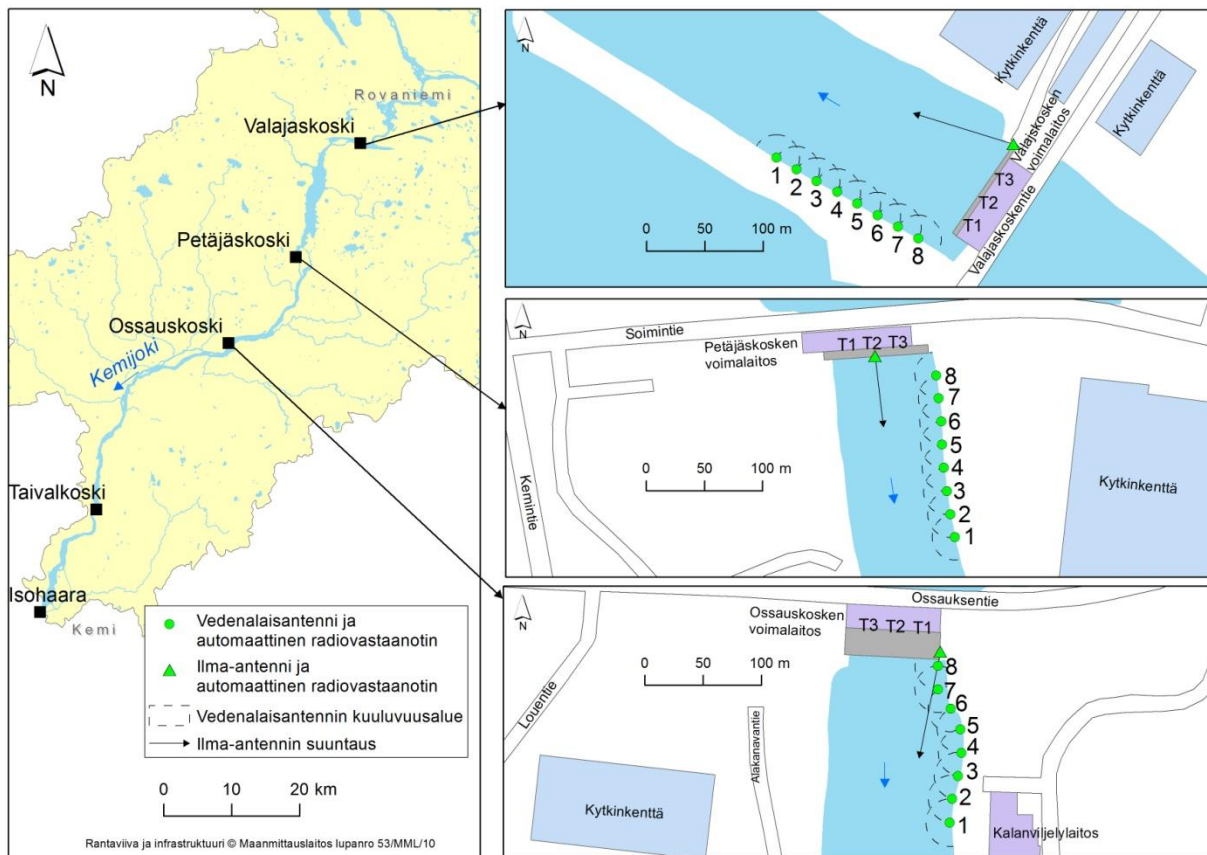 N
Rovaniemi
Valajaskoski
Petäjäskoski
Ossauskoski
Kemijoki
Taivalkoski
Isohaara
Kemi
Vedenalaisantenni ja
automaattinen radiovastaanotin
Ilma-antenni ja
automaattinen radiovastaanotin
Vedenalaisantennin kuuluvuusalue
Ilma-antennin suuntaus
0 10 20 km
Rantaviiva ja infrastruktuuri © Maanmittauslaitos lupanro 53/MML/10
N
Kytkinkenttä
Kytkinkenttä
Valajskosken
voimalaitos
Valajaskoskentie
T3
T2
T1
1
2
3
4
5
6
7
8
0 50 100 m
N
Soimintie
Petäjäskosken
voimalaitos
T1 T2 T3
8
7
6
5
4
3
2
1
0 50 100 m
Kemintie
Kytkinkenttä
N
Ossauksentie
Ossauskosken
voimalaitos
T3 T2 T1
8
7
6
5
4
3
2
1
0 50 100 m
Louentie
Alakanavantie
Kytkinkenttä
Kalanviljelylaitos